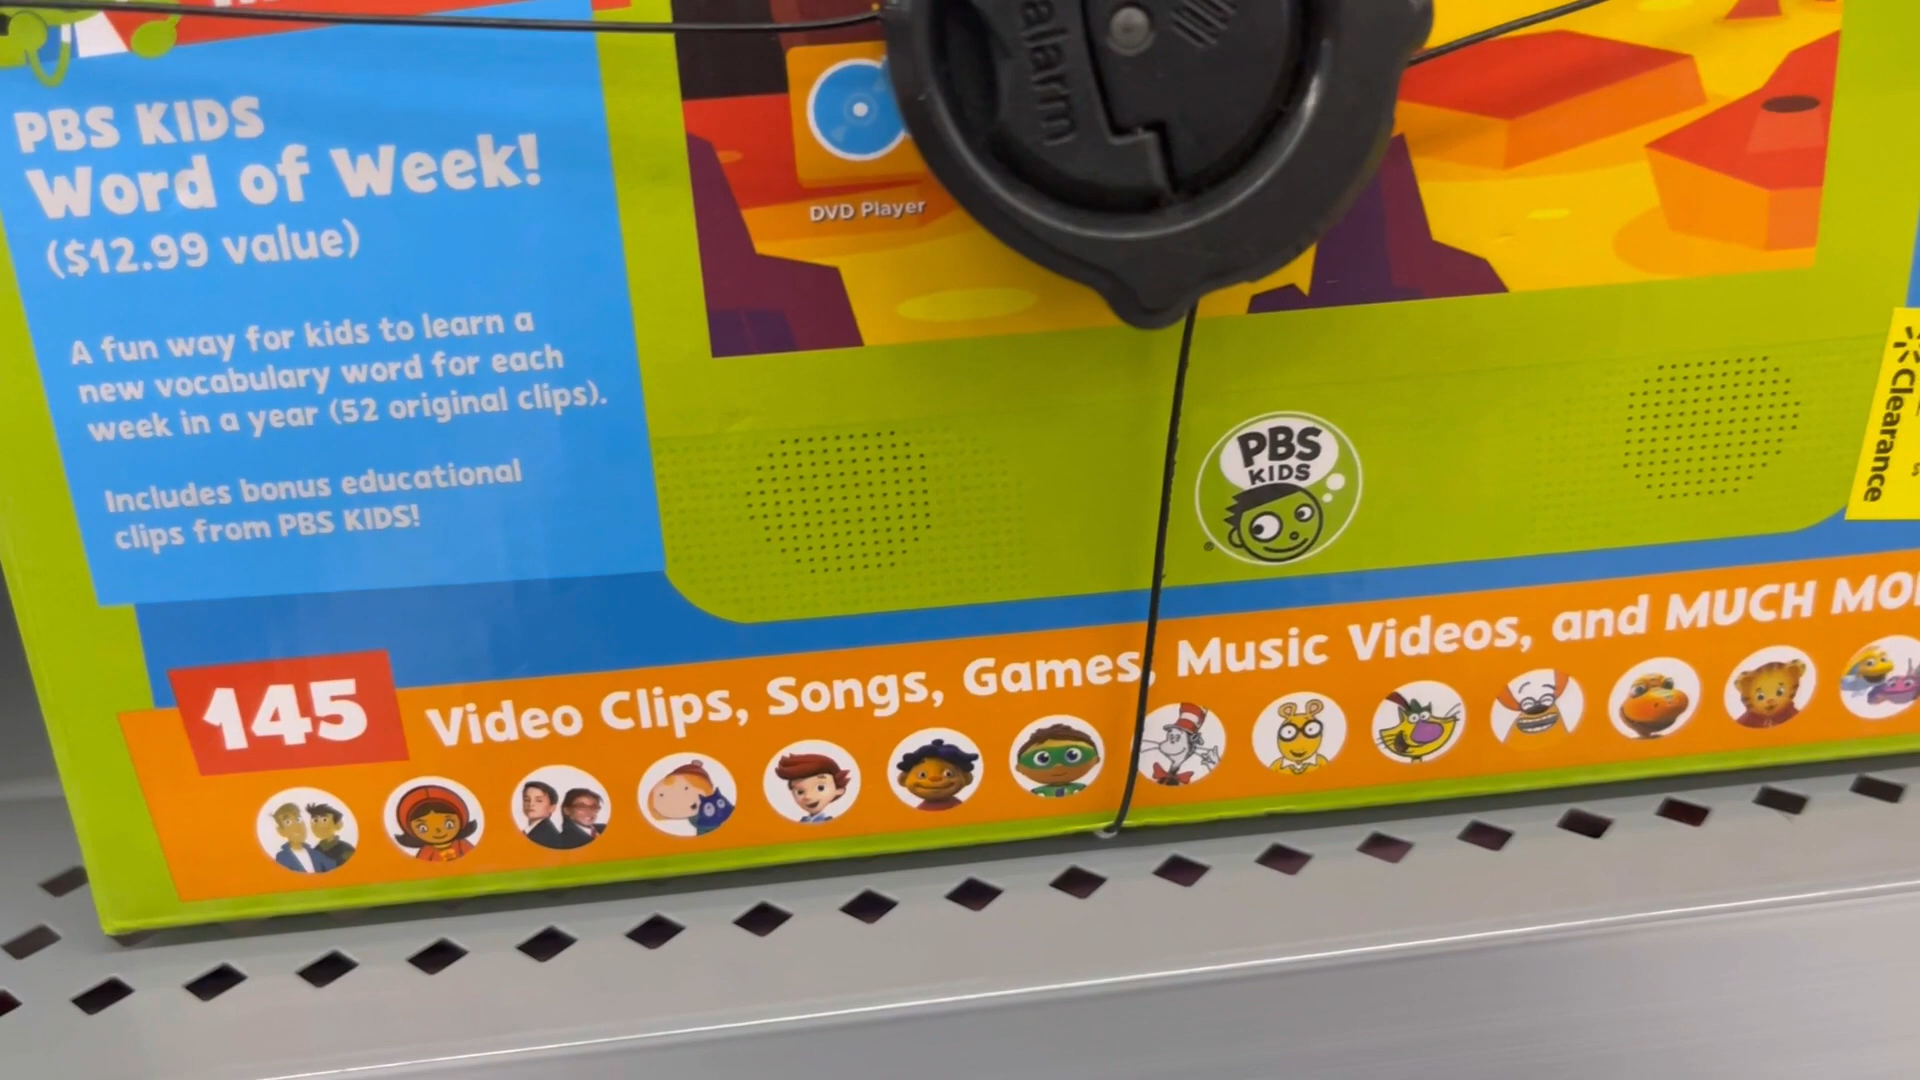 PBS KIDS
Word of Week!
($12.99 value)
A fun way for kids to learn a
new vocabulary word for each
week in a year (52 original clips).
Includes bonus educational
clips from PBS KIDS!
alarm
DVD Player
PBS
KIDS
®
Clearance
145 Video Clips, Songs, Games, Music Videos, and MUCH MO